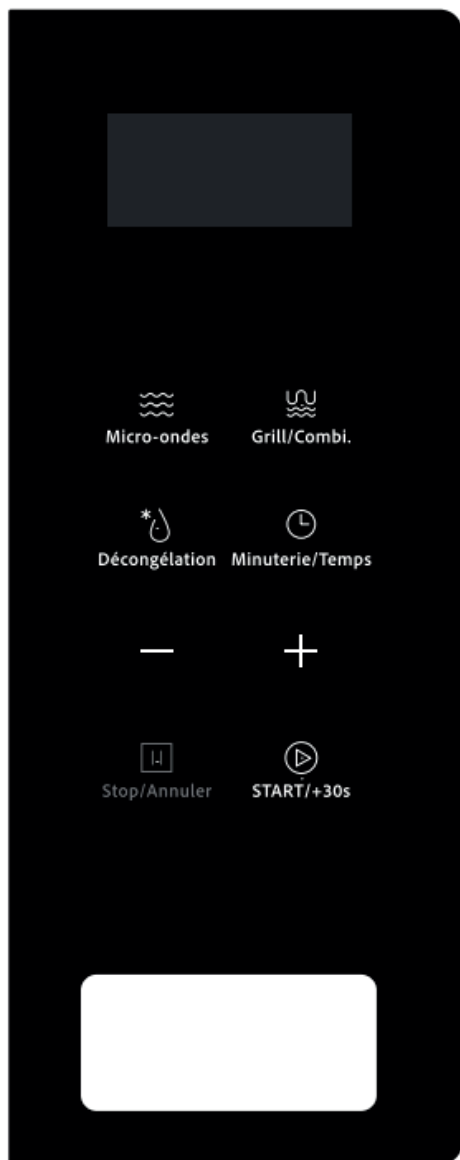 Micro-ondes
Grill/Combi.
Décongélation
Minuterie/Temps
Stop/Annuler
START/+30s